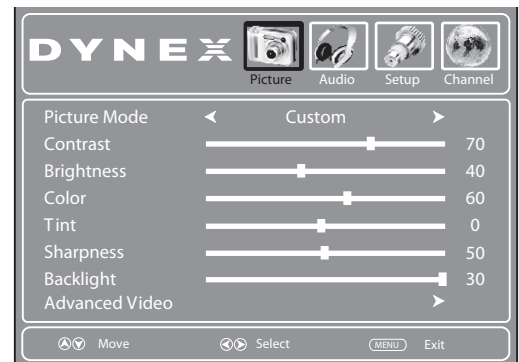 DYNEX
Picture Audio Setup Channel
Picture Mode Custom
Contrast 70
Brightness 40
Color 60
Tint 0
Sharpness 50
Backlight 30
Advanced Video
Move Select MENU Exit